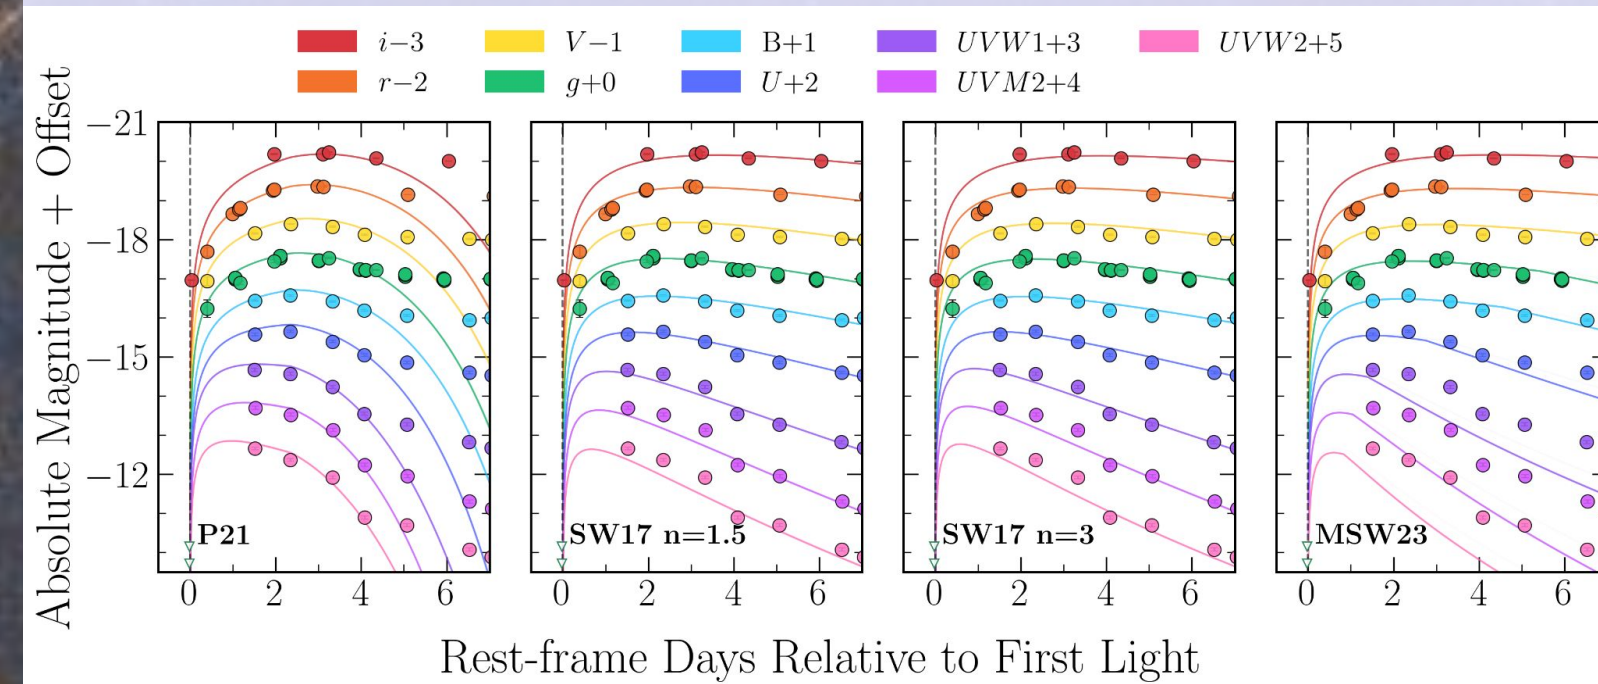 i−3 V−1 B+1 UVW1+3 UVW2+5
r−2 g+0 U+2 UVM2+4
Absolute Magnitude + Offset
−21
−18
−15
−12
P21 SW17 n=1.5 SW17 n=3 MSW23
0 2 4 6 0 2 4 6 0 2 4 6 0 2 4 6
Rest-frame Days Relative to First Light